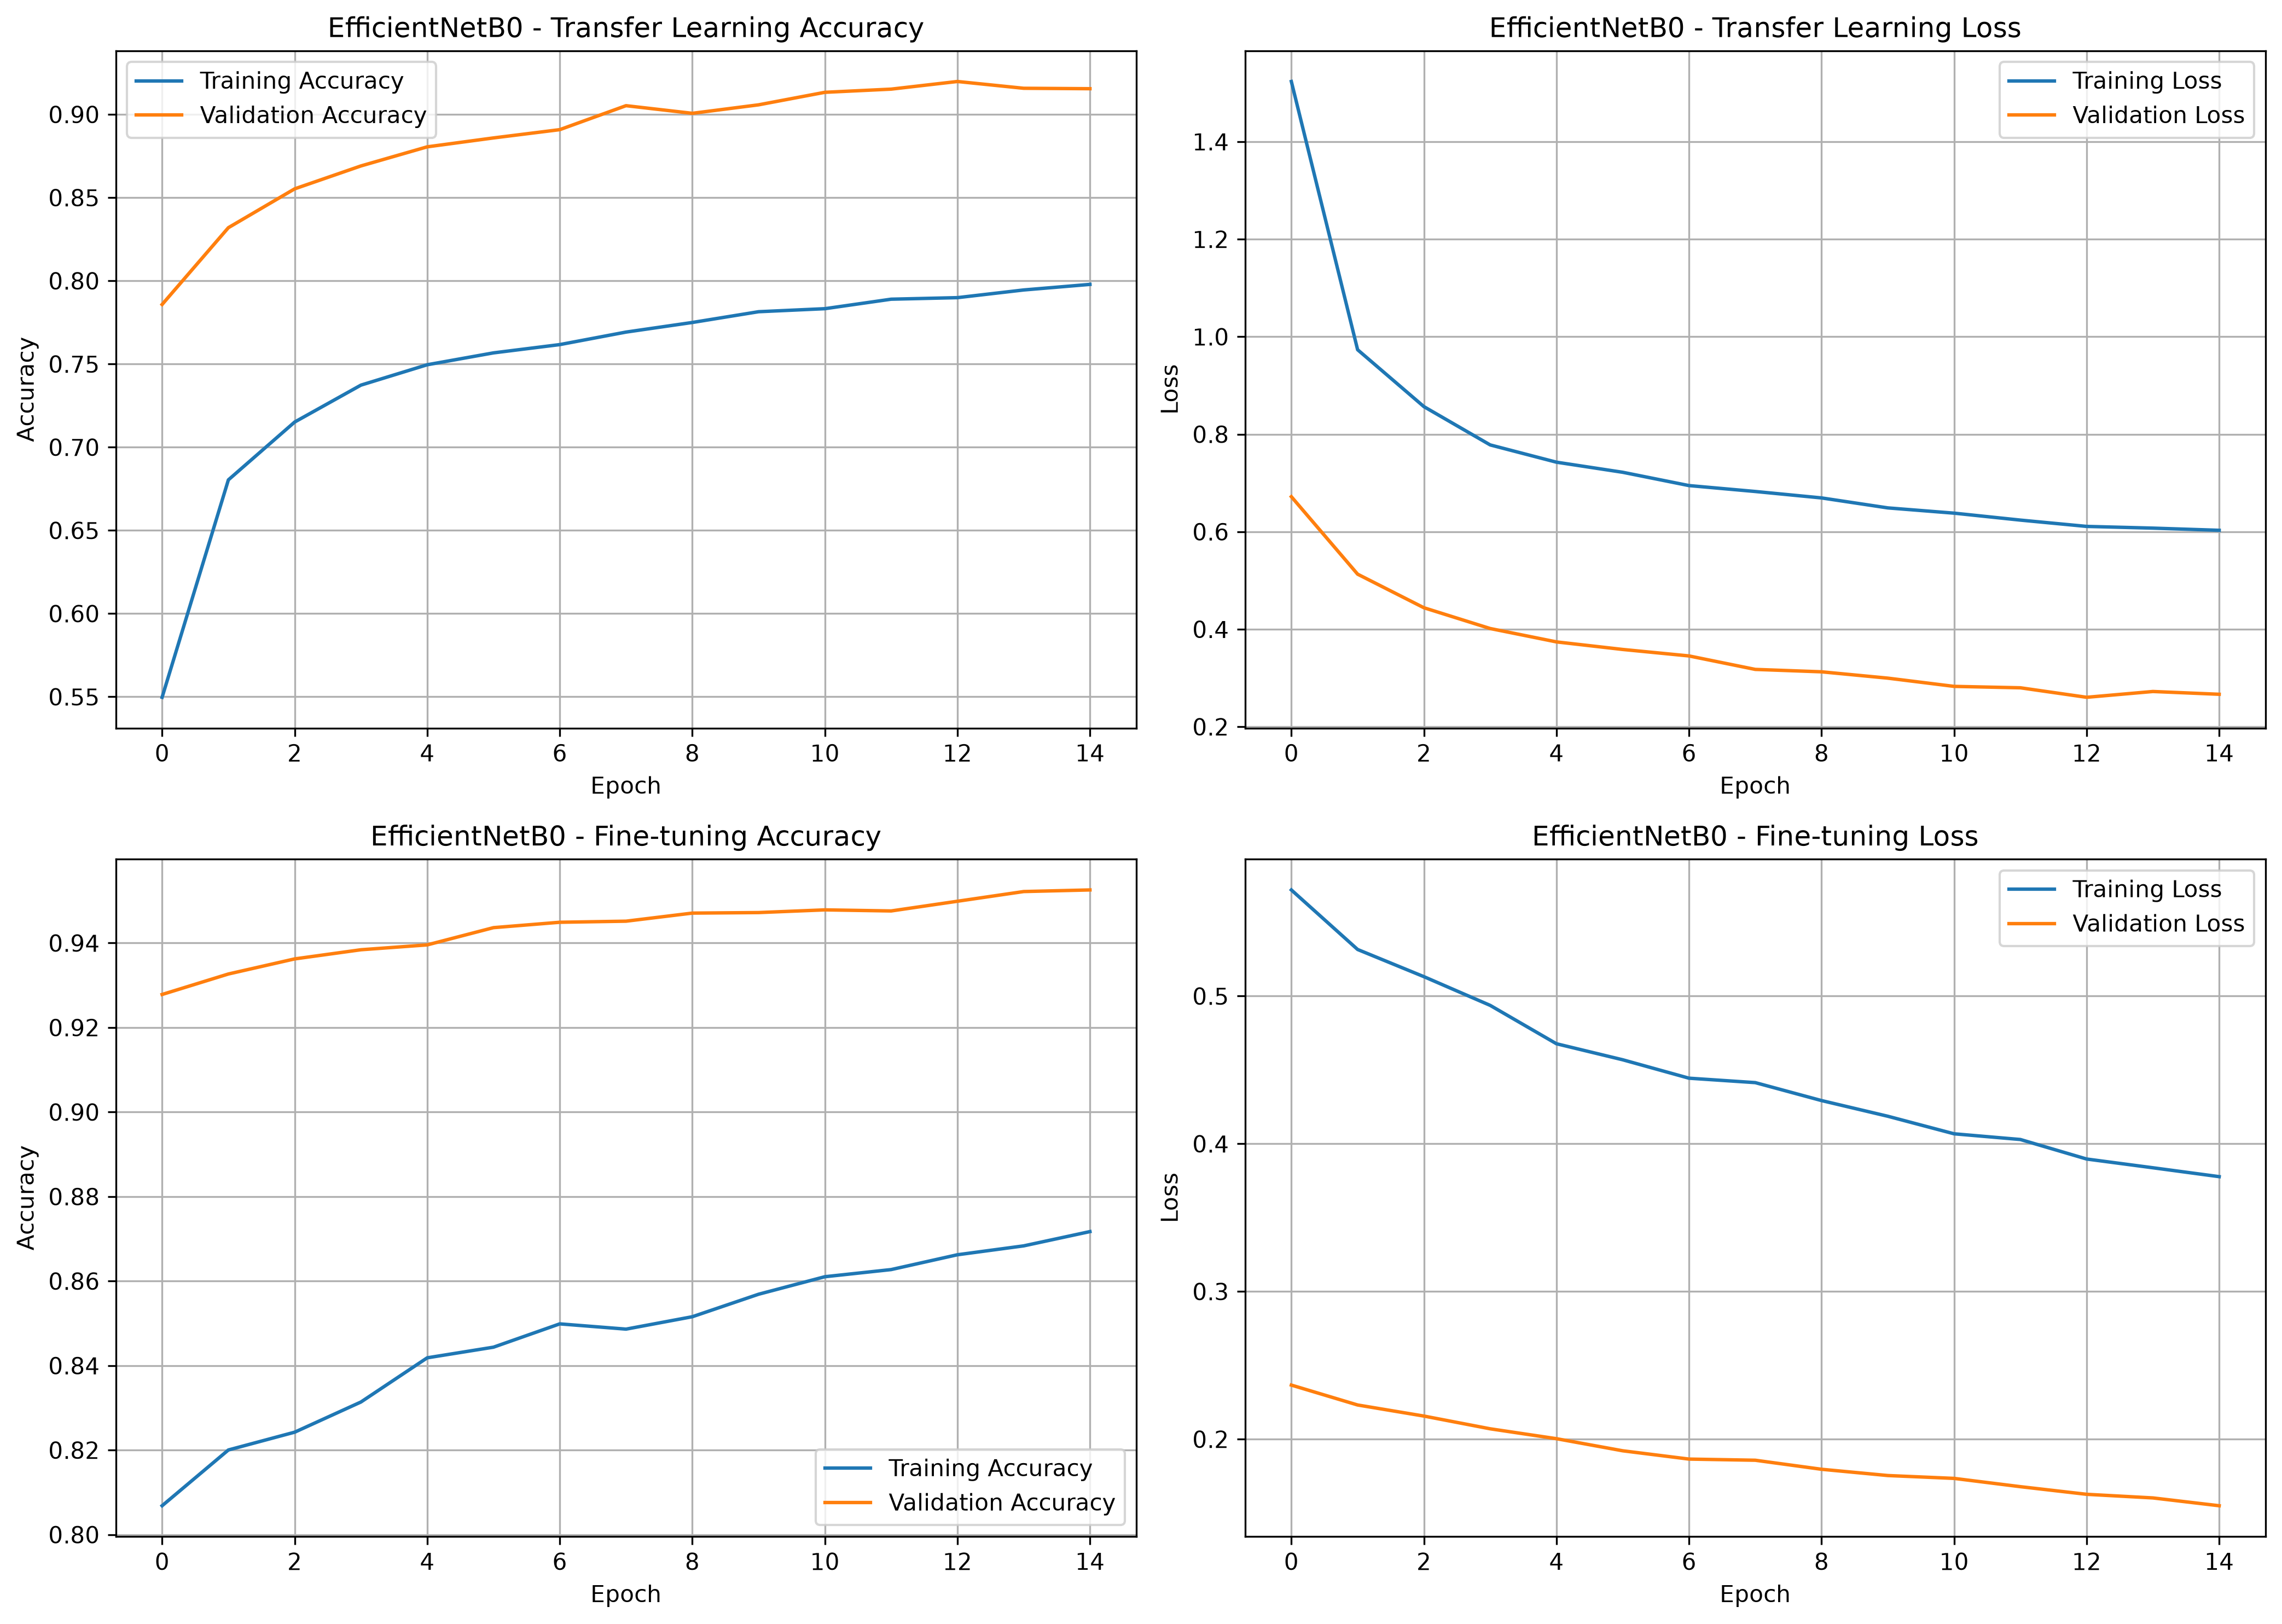 EfficientNetB0 - Transfer Learning Accuracy
Training Accuracy
Validation Accuracy
0.90
0.85
0.80
0.75
0.70
0.65
0.60
0.55
Accuracy
0 2 4 6 8 10 12 14
Epoch
EfficientNetB0 - Transfer Learning Loss
Training Loss
Validation Loss
1.4
1.2
1.0
0.8
0.6
0.4
0.2
Loss
0 2 4 6 8 10 12 14
Epoch
EfficientNetB0 - Fine-tuning Accuracy
0.94
0.92
0.90
0.88
0.86
0.84
0.82
0.80
Accuracy
Training Accuracy
Validation Accuracy
0 2 4 6 8 10 12 14
Epoch
EfficientNetB0 - Fine-tuning Loss
Training Loss
Validation Loss
0.5
0.4
0.3
0.2
Loss
0 2 4 6 8 10 12 14
Epoch